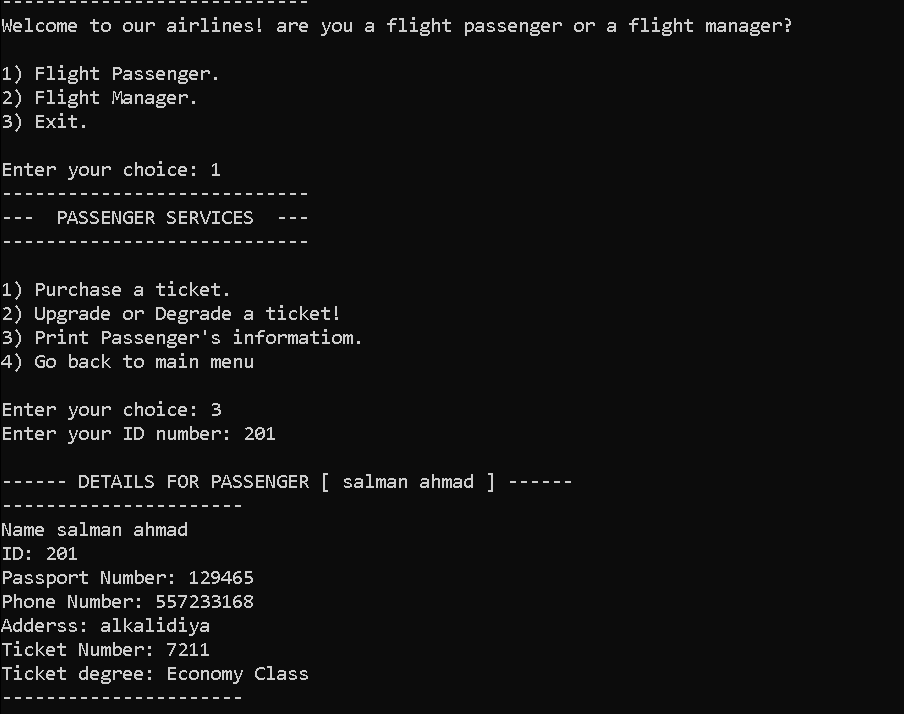 ----------------------------
Welcome to our airlines! are you a flight passenger or a flight manager?
1) Flight Passenger.
2) Flight Manager.
3) Exit.
Enter your choice: 1
----------------------------
---  PASSENGER SERVICES  ---
----------------------------
1) Purchase a ticket.
2) Upgrade or Degrade a ticket!
3) Print Passenger's informatiom.
4) Go back to main menu
Enter your choice: 3
Enter your ID number: 201
------ DETAILS FOR PASSENGER [ salman ahmad ] ------
----------------------
Name salman ahmad
ID: 201
Passport Number: 129465
Phone Number: 557233168
Adderss: alkalidiya
Ticket Number: 7211
Ticket degree: Economy Class
----------------------